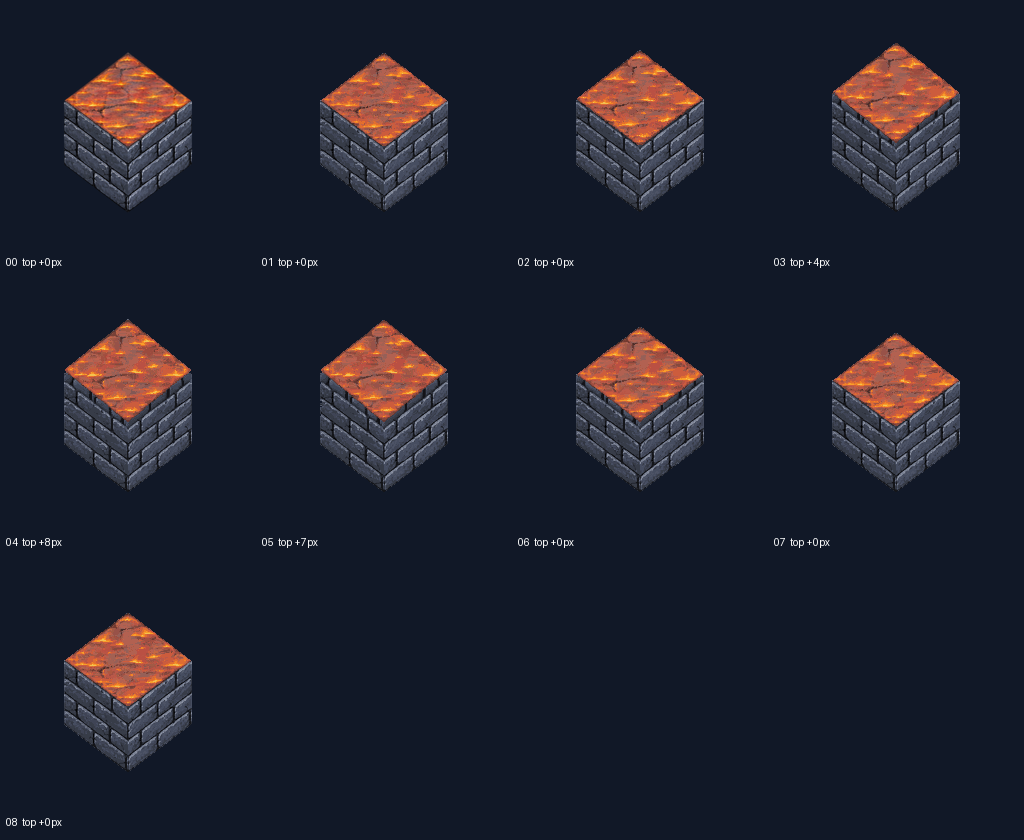 00 top +0px
01 top +0px
02 top +0px
03 top +4px
04 top +8px
05 top +7px
06 top +0px
07 top +0px
08 top +0px